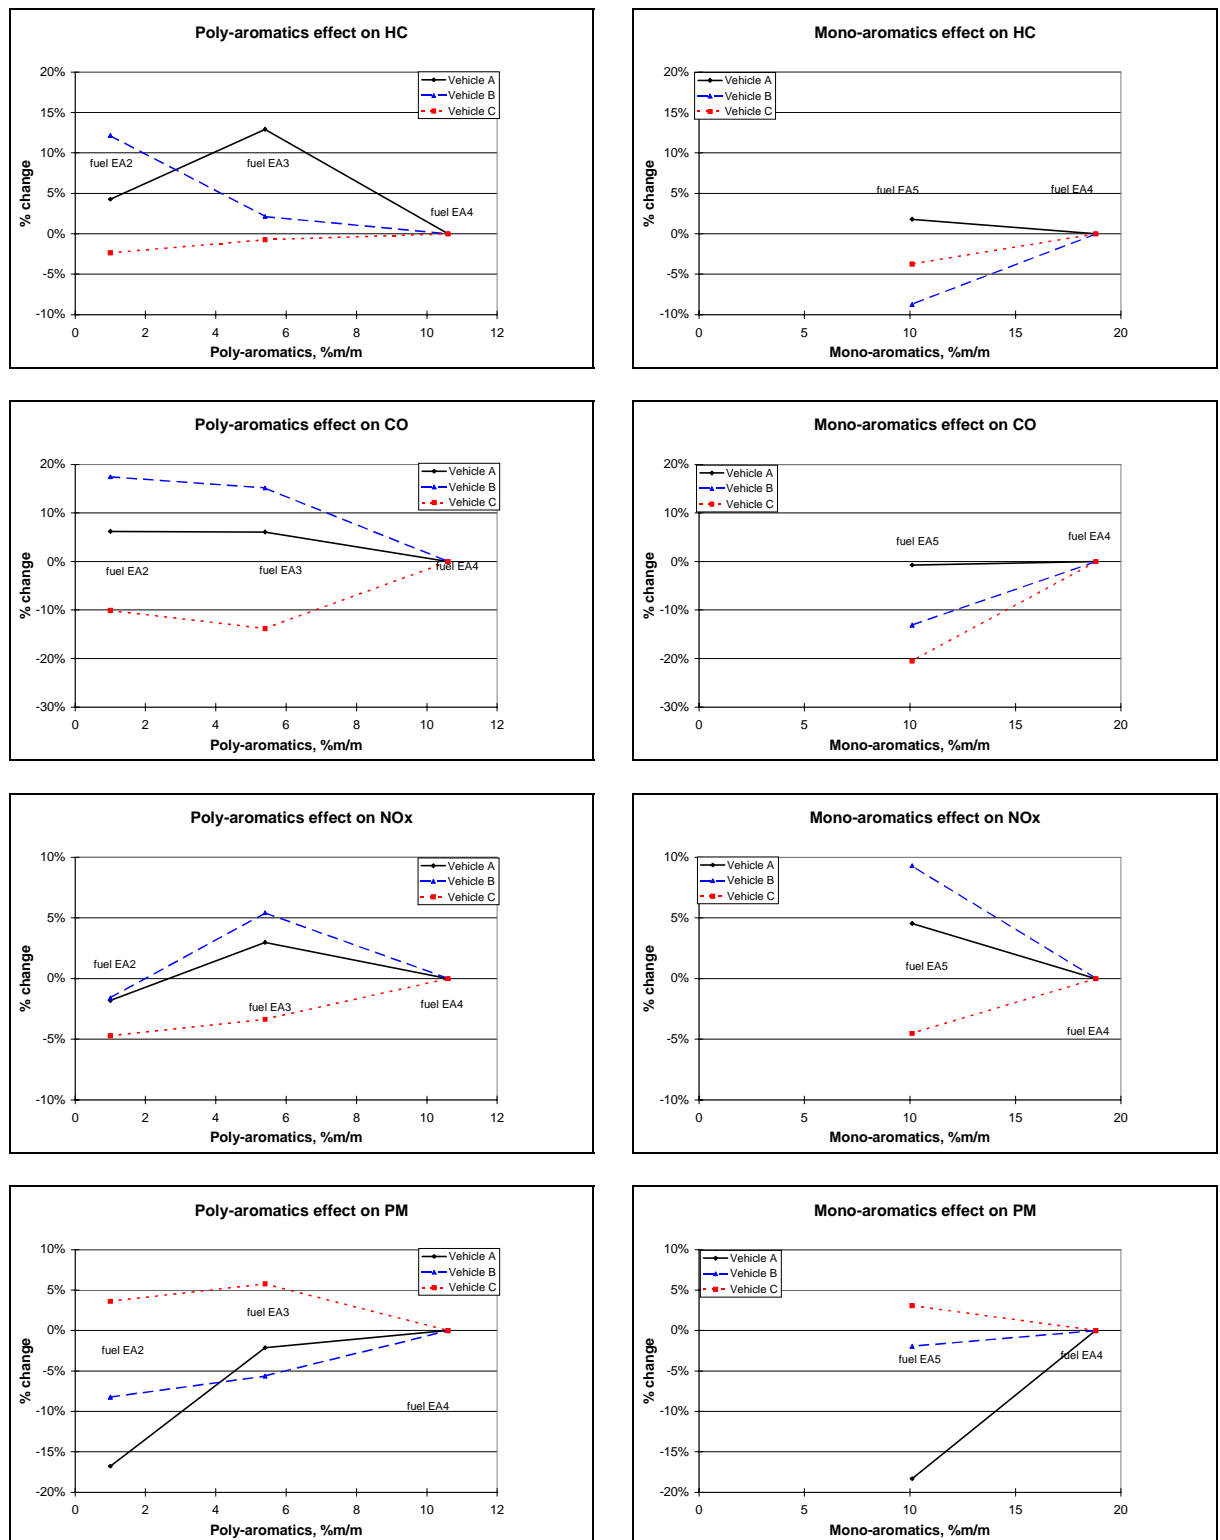 Poly-aromatics effect on HC
20%
15%
10%
5%
0%
-5%
-10%
% change
Vehicle A
Vehicle B
Vehicle C
fuel EA2
fuel EA3
fuel EA4
0 2 4 6 8 10 12
Poly-aromatics, %m/m
Mono-aromatics effect on HC
20%
15%
10%
5%
0%
-5%
-10%
% change
Vehicle A
Vehicle B
Vehicle C
fuel EA5
fuel EA4
0 5 10 15 20
Mono-aromatics, %m/m
Poly-aromatics effect on CO
20%
10%
0%
-10%
-20%
-30%
% change
Vehicle A
Vehicle B
Vehicle C
fuel EA2
fuel EA3
fuel EA4
0 2 4 6 8 10 12
Poly-aromatics, %m/m
Mono-aromatics effect on CO
20%
10%
0%
-10%
-20%
-30%
% change
Vehicle A
Vehicle B
Vehicle C
fuel EA5
fuel EA4
0 5 10 15 20
Mono-aromatics, %m/m
Poly-aromatics effect on NOx
10%
5%
0%
-5%
-10%
% change
Vehicle A
Vehicle B
Vehicle C
fuel EA2
fuel EA3
fuel EA4
0 2 4 6 8 10 12
Poly-aromatics, %m/m
Mono-aromatics effect on NOx
10%
5%
0%
-5%
-10%
% change
Vehicle A
Vehicle B
Vehicle C
fuel EA5
fuel EA4
0 5 10 15 20
Mono-aromatics, %m/m
Poly-aromatics effect on PM
10%
5%
0%
-5%
-10%
-15%
-20%
% change
Vehicle A
Vehicle B
Vehicle C
fuel EA3
fuel EA2
fuel EA4
0 2 4 6 8 10 12
Poly-aromatics, %m/m
Mono-aromatics effect on PM
10%
5%
0%
-5%
-10%
-15%
-20%
% change
Vehicle A
Vehicle B
Vehicle C
fuel EA5
fuel EA4
0 5 10 15 20
Mono-aromatics, %m/m